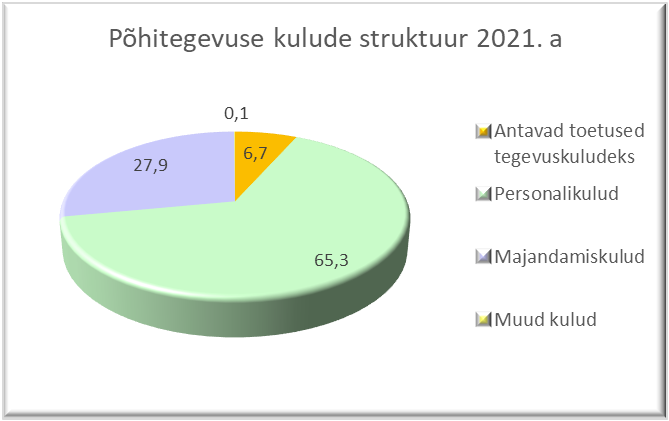 Põhitegevuse kulude struktuur 2021. a
0,1
6,7
27,9
65,3
Antavad toetused
tegevuskuludeks
Personalikulud
Majandamiskulud
Muud kulud